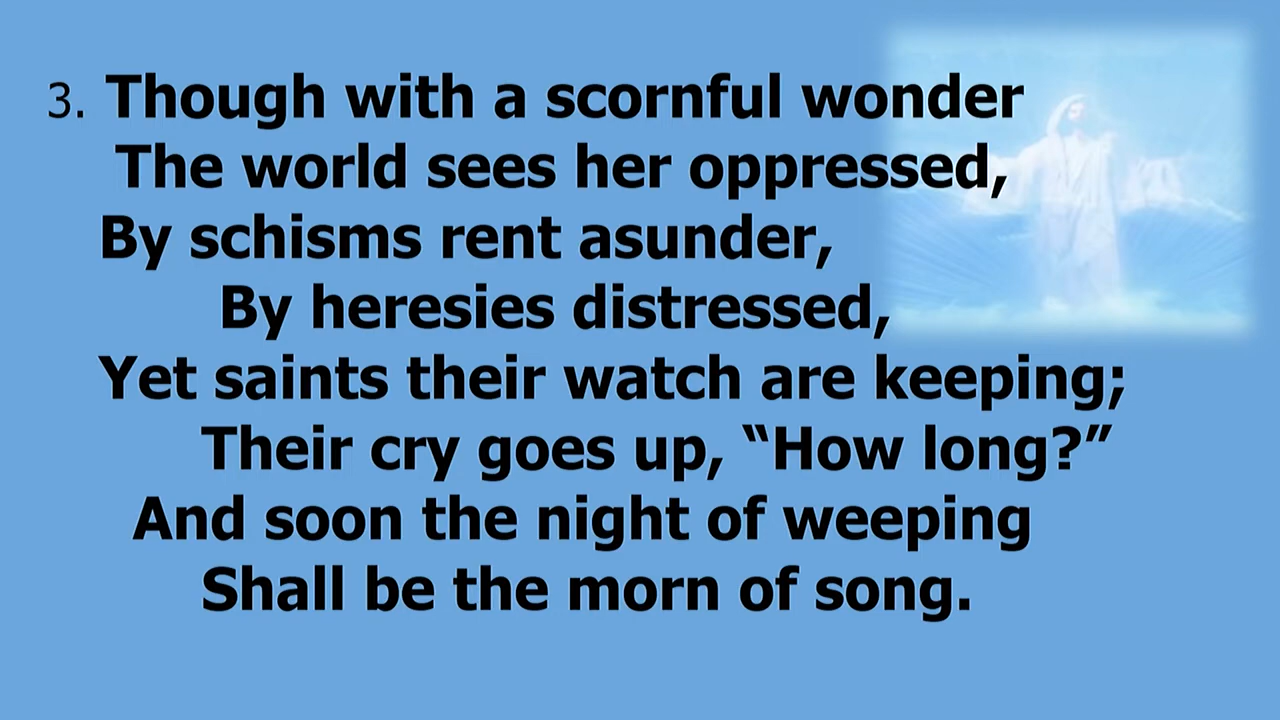 3. Though with a scornful wonder
The world sees her oppressed,
By schisms rent asunder,
By heresies distressed,
Yet saints their watch are keeping;
Their cry goes up, “How long?”
And soon the night of weeping
Shall be the morn of song.